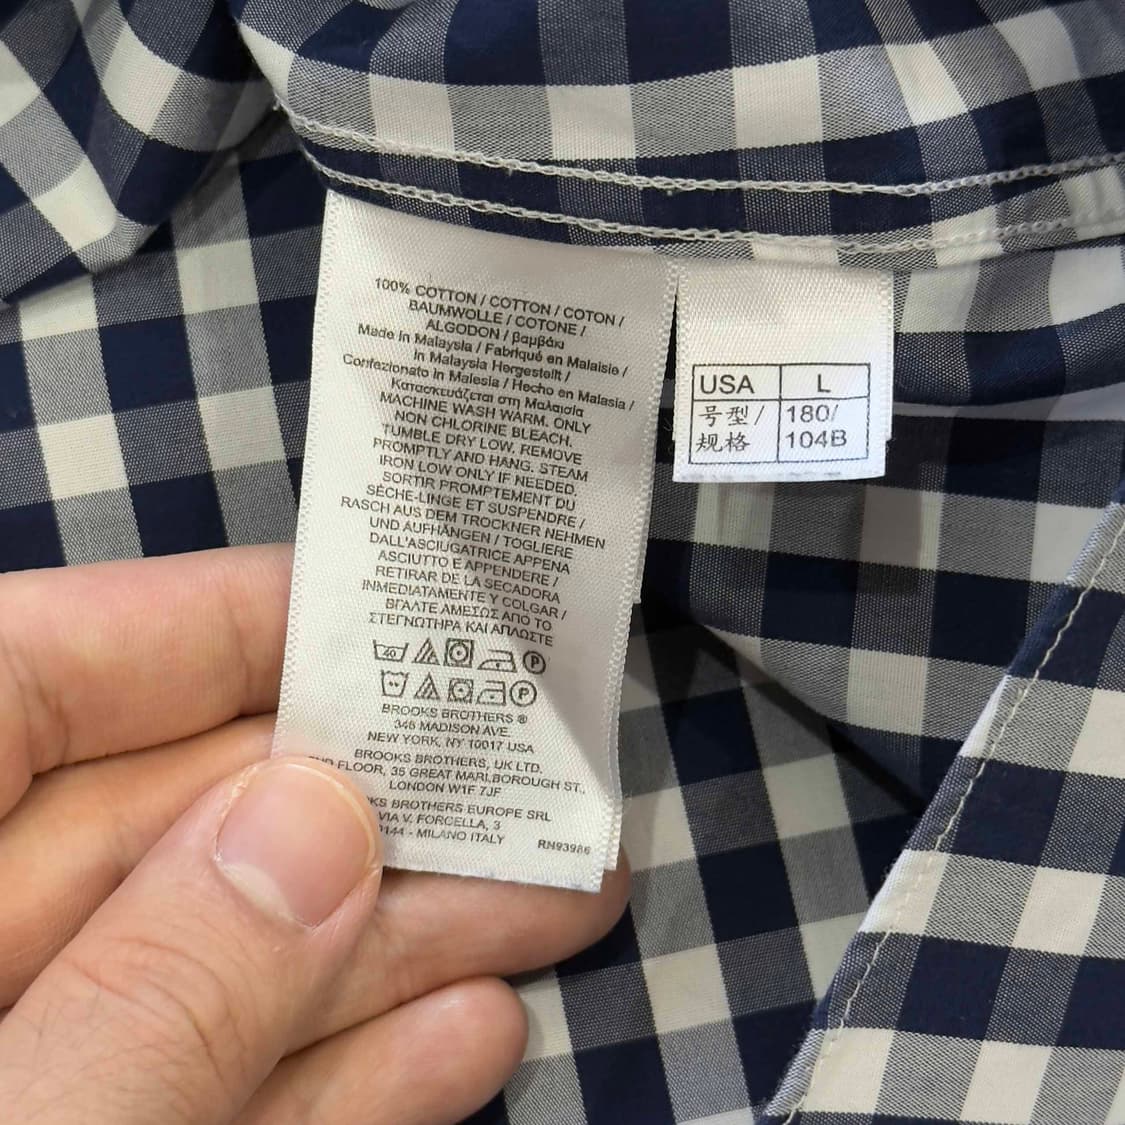 100% COTTON / COTTON / COTON /
BAUMWOLLE / COTONE /
ALGODON / βαμβάκι
Made in Malaysia / Fabriqué en Malaisie /
in Malaysia Hergestellt /
Confezionato in Malesia / Hecho en Malasia /
Κατασκευάζεται στη Μαλαισία
MACHINE WASH WARM. ONLY
NON CHLORINE BLEACH.
TUMBLE DRY LOW. REMOVE
PROMPTLY AND HANG. STEAM
IRON LOW ONLY IF NEEDED.
SORTIR PROMPTEMENT DU
SÈCHE-LINGE ET SUSPENDRE /
RASCH AUS DEM TROCKNER NEHMEN
UND AUFHÄNGEN / TOGLIERE
DALL'ASCIUGATRICE APPENA
ASCIUTTO E APPENDERE /
RETIRAR DE LA SECADORA
INMEDIATAMENTE Y COLGAR /
ΒΓΑΛΤΕ ΑΜΕΣΩΣ ΑΠΟ ΤΟ
ΣΤΕΓΝΩΤΗΡΑ ΚΑΙ ΑΠΛΩΣΤΕ
40 P
P
BROOKS BROTHERS ®
346 MADISON AVE.
NEW YORK, NY 10017 USA
BROOKS BROTHERS, UK LTD.
FLOOR, 35 GREAT MARLBOROUGH ST.,
LONDON W1F 7JF
BROTHERS EUROPE SRL
VIA V. FORCELLA, 3
MILANO ITALY
RN93986
USA L
号型/ 180/
规格 104B